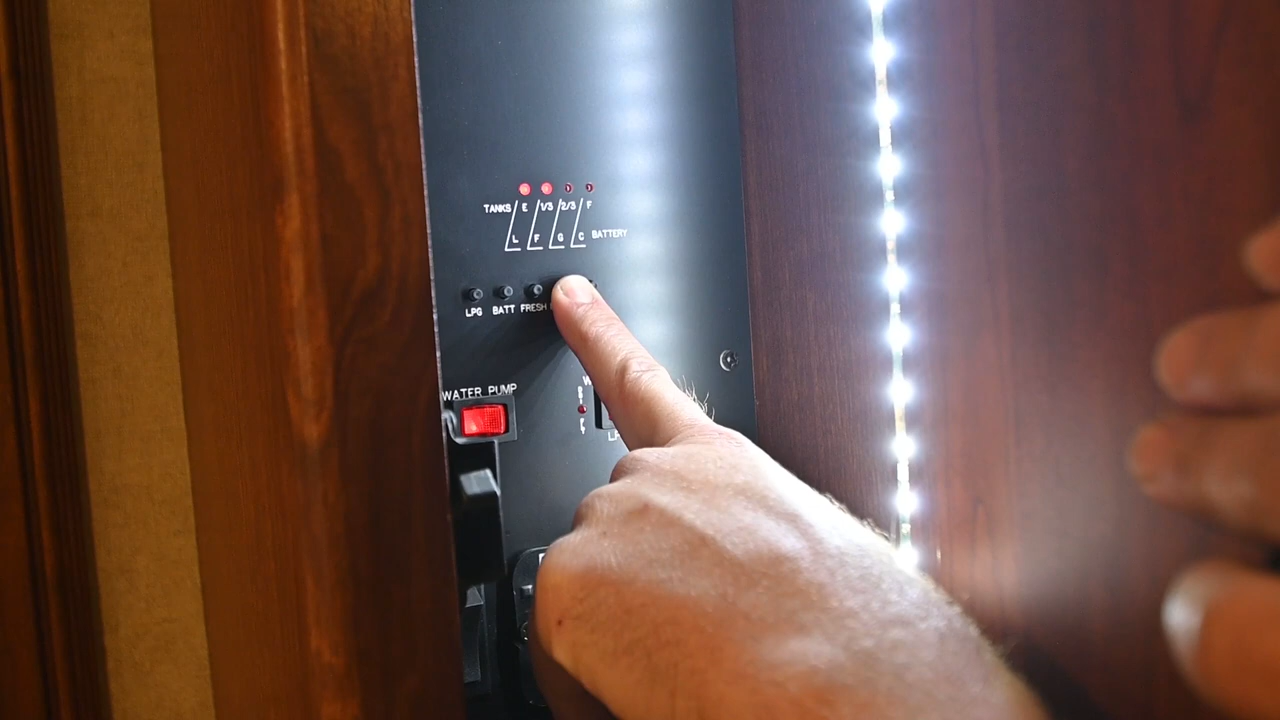 TANKS E 1/3 2/3 F
L F G C BATTERY
LPG BATT FRESH
WATER PUMP